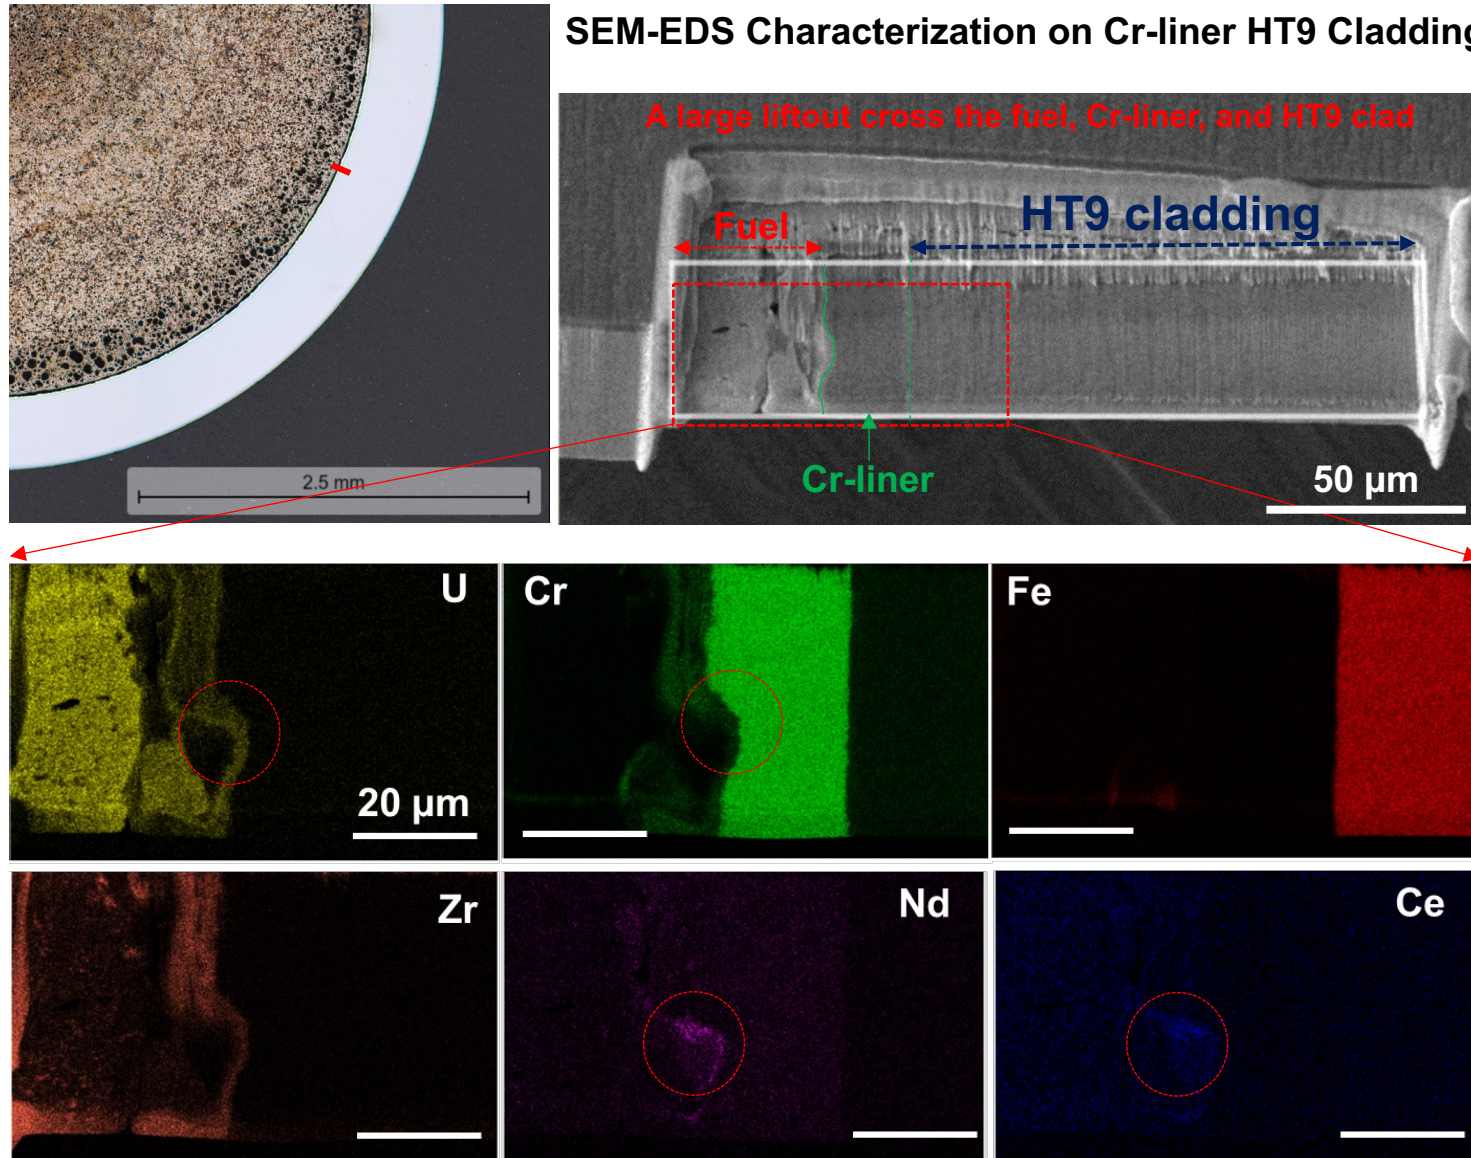 SEM-EDS Characterization on Cr-liner HT9 Cladding
A large liftout cross the fuel, Cr-liner, and HT9 clad
Fuel
HT9 cladding
Cr-liner
50 µm
2.5 mm
U
20 µm
Cr
Fe
Zr
Nd
Ce